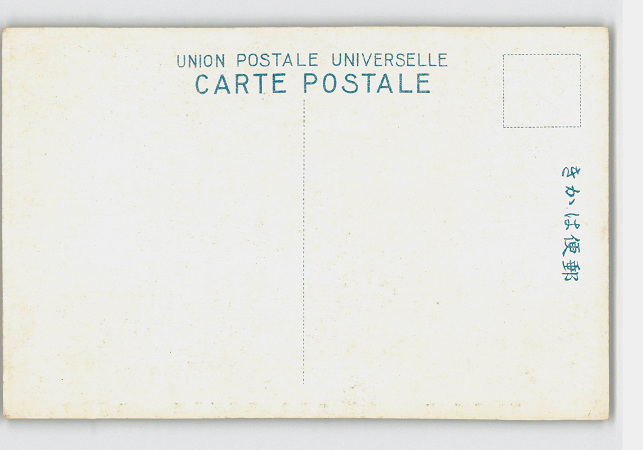 UNION POSTALE UNIVERSELLE
CARTE POSTALE
きかは便郵